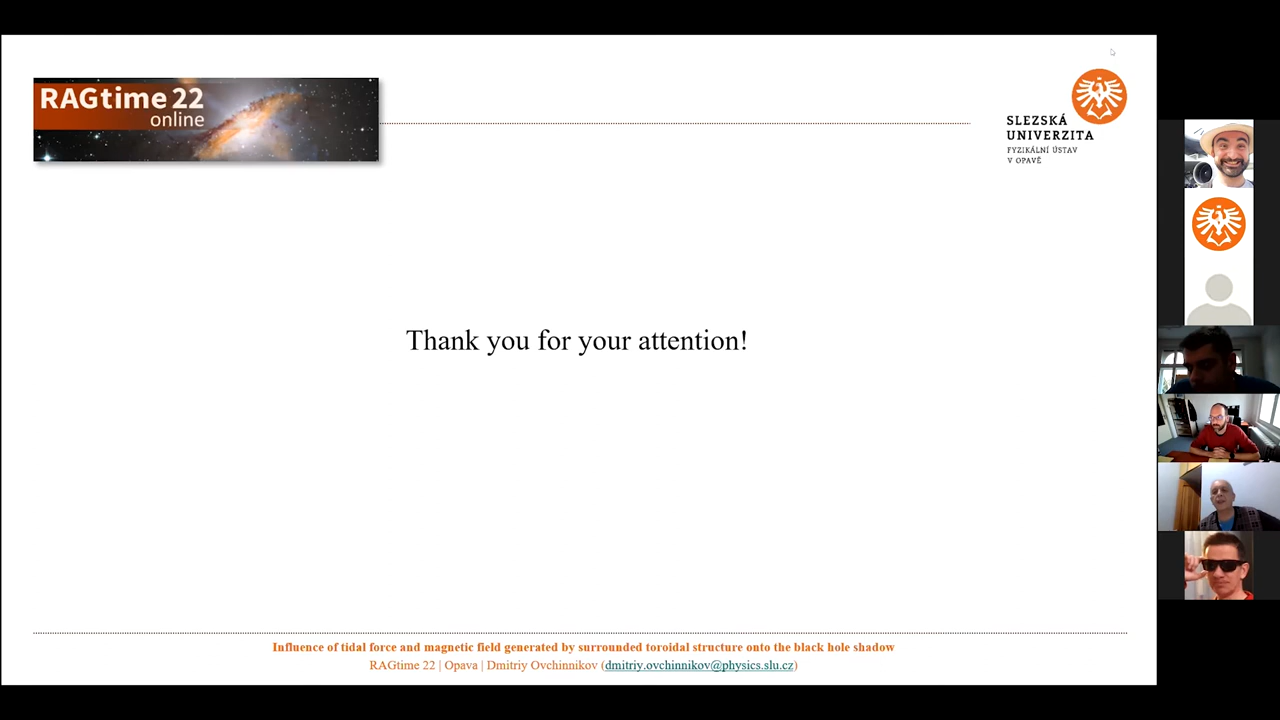 RAGtime 22
online
SLEZSKÁ
UNIVERZITA
FYZIKÁLNÍ ÚSTAV
V OPAVĚ
Thank you for your attention!
Influence of tidal force and magnetic field generated by surrounded toroidal structure onto the black hole shadow
RAGtime 22 | Opava | Dmitriy Ovchinnikov (dmitriy.ovchinnikov@physics.slu.cz)